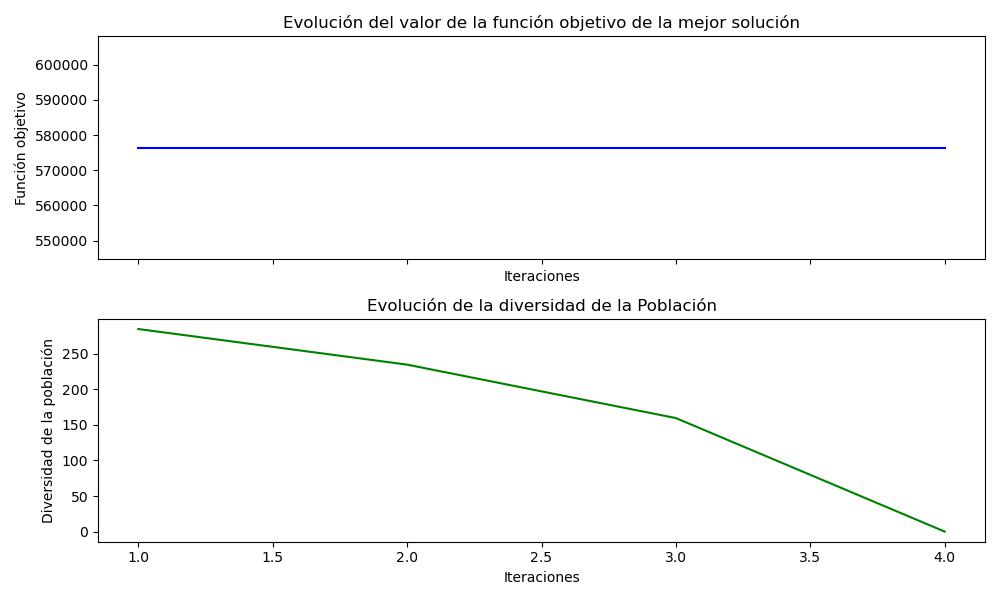 Evolución del valor de la función objetivo de la mejor solución
600000
590000
580000
570000
560000
550000
Función objetivo
Iteraciones
Evolución de la diversidad de la Población
250
200
150
100
50
0
Diversidad de la población
1.0 1.5 2.0 2.5 3.0 3.5 4.0
Iteraciones